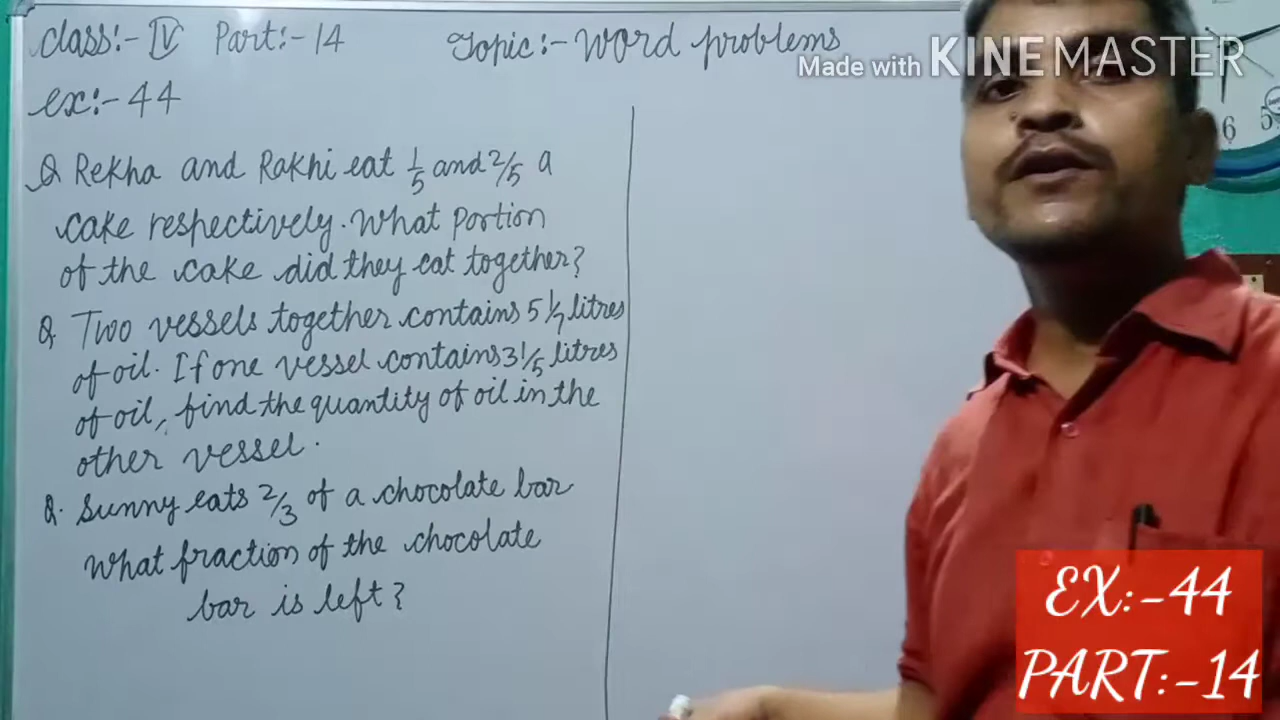 Class:- IV Part:- 14 Topic:- Word problems
ex:- 44
Made with KINEMASTER
Q Rekha and Rakhi eat 1/5 and 2/5 a
cake respectively. What portion
of the cake did they eat together?
Q. Two vessels together contains 5 1/7 litres
of oil. If one vessel contains 3 1/5 litres
of oil, find the quantity of oil in the
other vessel.
Q. Sunny eats 2/3 of a chocolate bar
What fraction of the chocolate
bar is left?
6 5
EX:-44
PART:-14